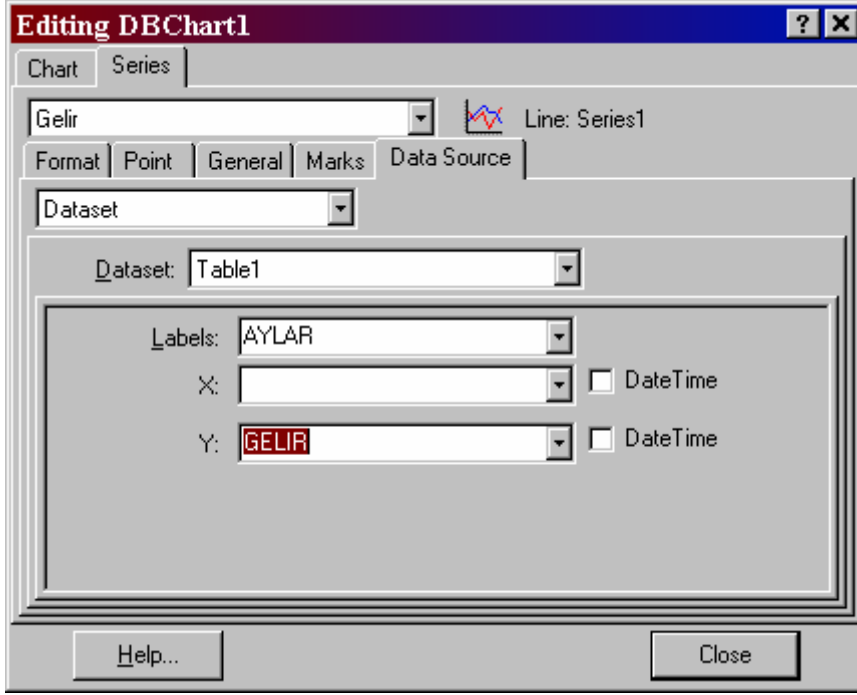 Editing DBChart1
Chart Series
Gelir Line: Series1
Format Point General Marks Data Source
Dataset
Dataset: Table1
Labels: AYLAR
X: DateTime
Y: GELIR DateTime
Help... Close